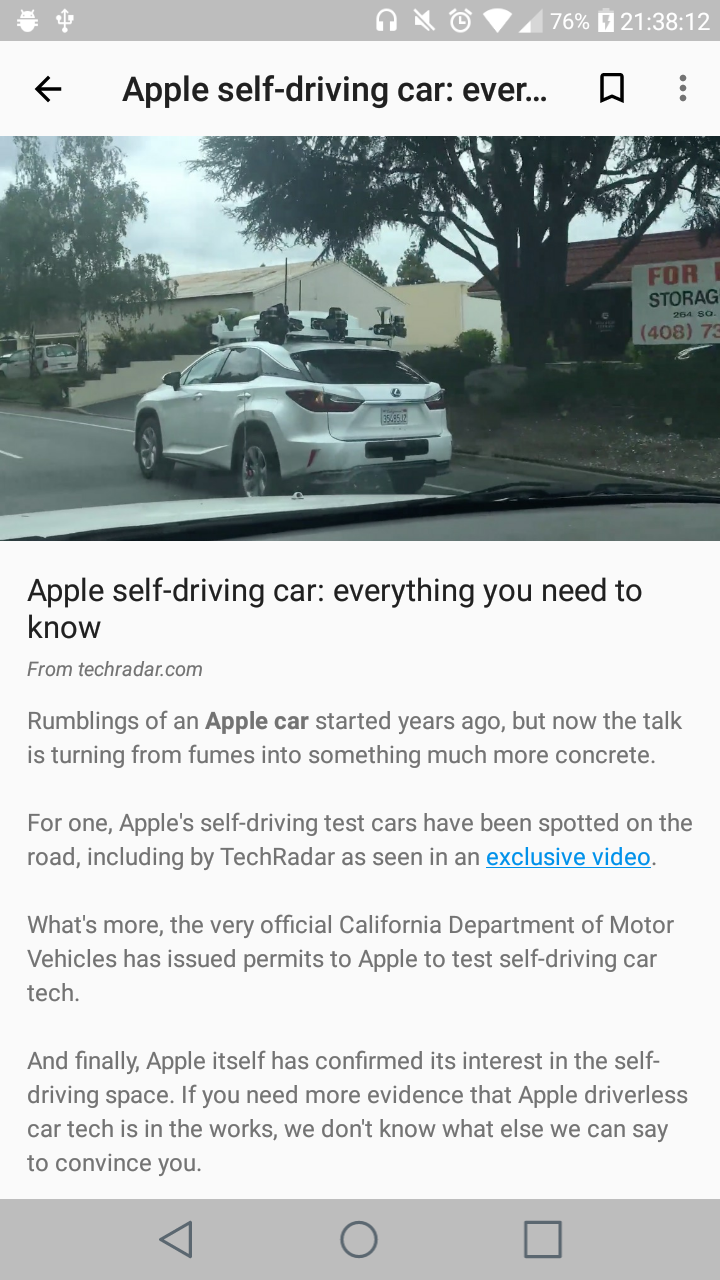 76% 21:38:12
Apple self-driving car: ever...
FOR
STORAG
264 SQ.
(408) 73
Apple self-driving car: everything you need to
know
From techradar.com
Rumblings of an Apple car started years ago, but now the talk
is turning from fumes into something much more concrete.
For one, Apple's self-driving test cars have been spotted on the
road, including by TechRadar as seen in an exclusive video.
What's more, the very official California Department of Motor
Vehicles has issued permits to Apple to test self-driving car
tech.
And finally, Apple itself has confirmed its interest in the self-
driving space. If you need more evidence that Apple driverless
car tech is in the works, we don't know what else we can say
to convince you.